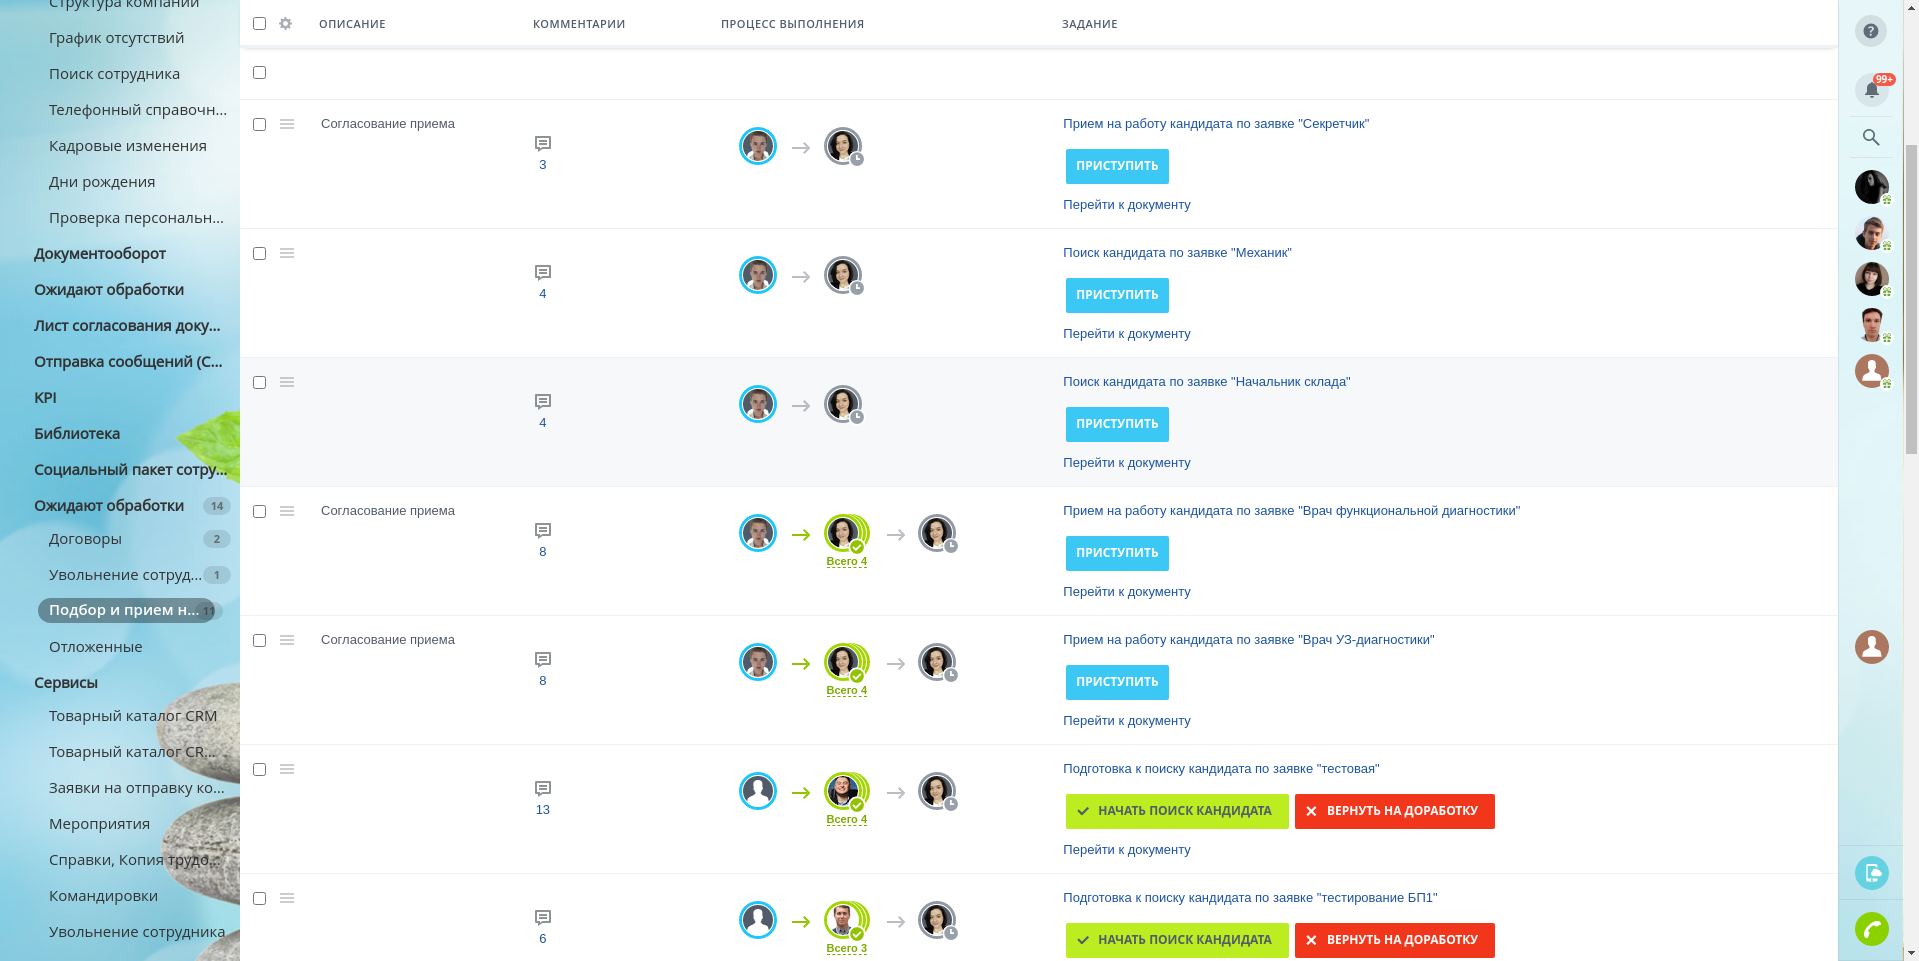 Структура компании
График отсутствий
Поиск сотрудника
Телефонный справочн...
Кадровые изменения
Дни рождения
Проверка персональн...
Документооборот
Ожидают обработки
Лист согласования доку...
Отправка сообщений (С...
KPI
Библиотека
Социальный пакет сотру...
Ожидают обработки 14
Договоры 2
Увольнение сотруд... 1
Подбор и прием н... 11
Отложенные
Сервисы
Товарный каталог CRM
Товарный каталог CR...
Заявки на отправку ко...
Мероприятия
Справки, Копия трудо...
Командировки
Увольнение сотрудника
ОПИСАНИЕ КОММЕНТАРИИ ПРОЦЕСС ВЫПОЛНЕНИЯ ЗАДАНИЕ
Согласование приема
3
Прием на работу кандидата по заявке "Секретчик"
ПРИСТУПИТЬ
Перейти к документу
4
Поиск кандидата по заявке "Механик"
ПРИСТУПИТЬ
Перейти к документу
4
Поиск кандидата по заявке "Начальник склада"
ПРИСТУПИТЬ
Перейти к документу
Согласование приема
8
Всего 4
Прием на работу кандидата по заявке "Врач функциональной диагностики"
ПРИСТУПИТЬ
Перейти к документу
Согласование приема
8
Всего 4
Прием на работу кандидата по заявке "Врач УЗ-диагностики"
ПРИСТУПИТЬ
Перейти к документу
13
Всего 4
Подготовка к поиску кандидата по заявке "тестовая"
НАЧАТЬ ПОИСК КАНДИДАТА ВЕРНУТЬ НА ДОРАБОТКУ
Перейти к документу
6
Всего 3
Подготовка к поиску кандидата по заявке "тестирование БП1"
НАЧАТЬ ПОИСК КАНДИДАТА ВЕРНУТЬ НА ДОРАБОТКУ
?
99+